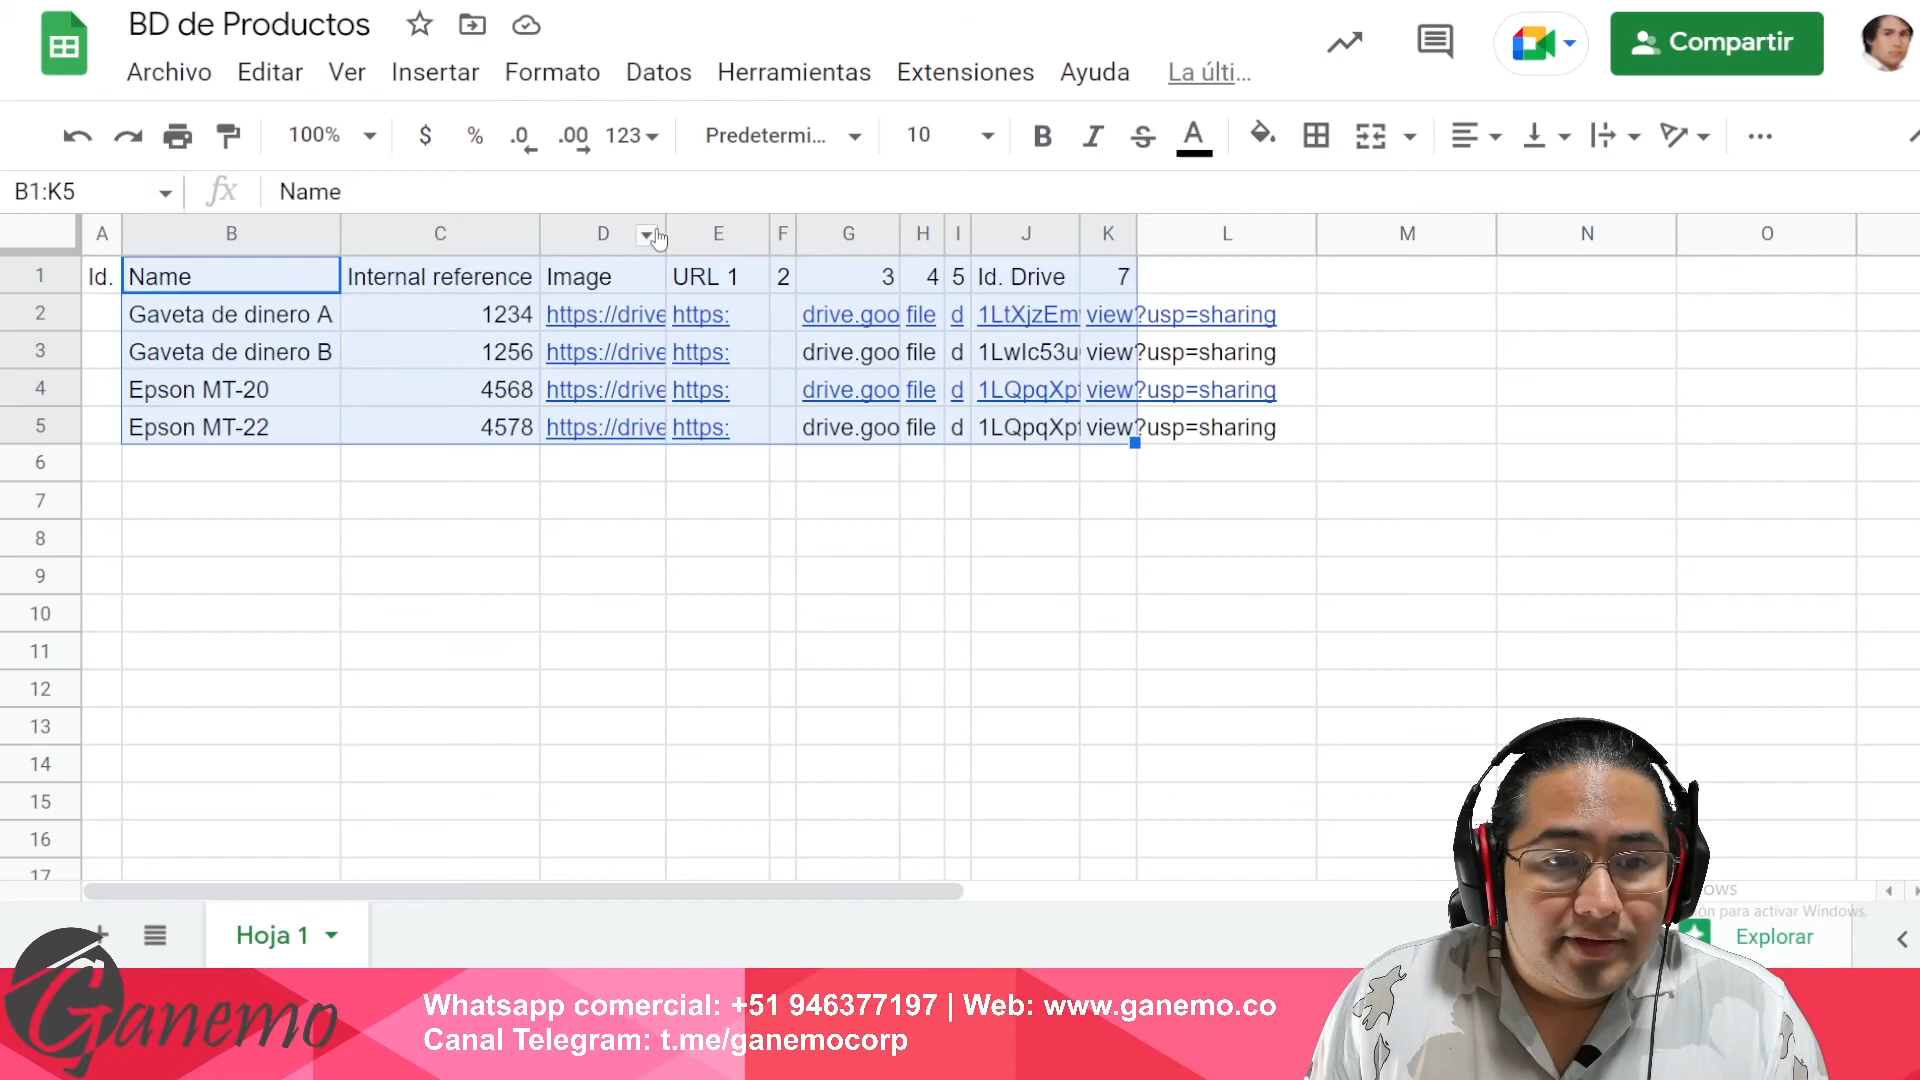 BD de Productos
Archivo Editar Ver Insertar Formato Datos Herramientas Extensiones Ayuda La últi...
Compartir
100% $ % .0 .00 123 Predetermi... 10 B I S A
B1:K5 fx Name
A B C D E F G H I J K L M N O
1 Id. Name Internal reference Image URL 1 2 3 4 5 Id. Drive 7
2 Gaveta de dinero A 1234 https://drive https: drive.goo file d 1LtXjzEm view?usp=sharing
3 Gaveta de dinero B 1256 https://drive https: drive.goo file d 1LwIc53u view?usp=sharing
4 Epson MT-20 4568 https://drive https: drive.goo file d 1LQpqXp view?usp=sharing
5 Epson MT-22 4578 https://drive https: drive.goo file d 1LQpqXp view?usp=sharing
6
7
8
9
10
11
12
13
14
15
16
17
para activar Windows.
Hoja 1 Explorar
Ganemo
Whatsapp comercial: +51 946377197 | Web: www.ganemo.co
Canal Telegram: t.me/ganemocorp